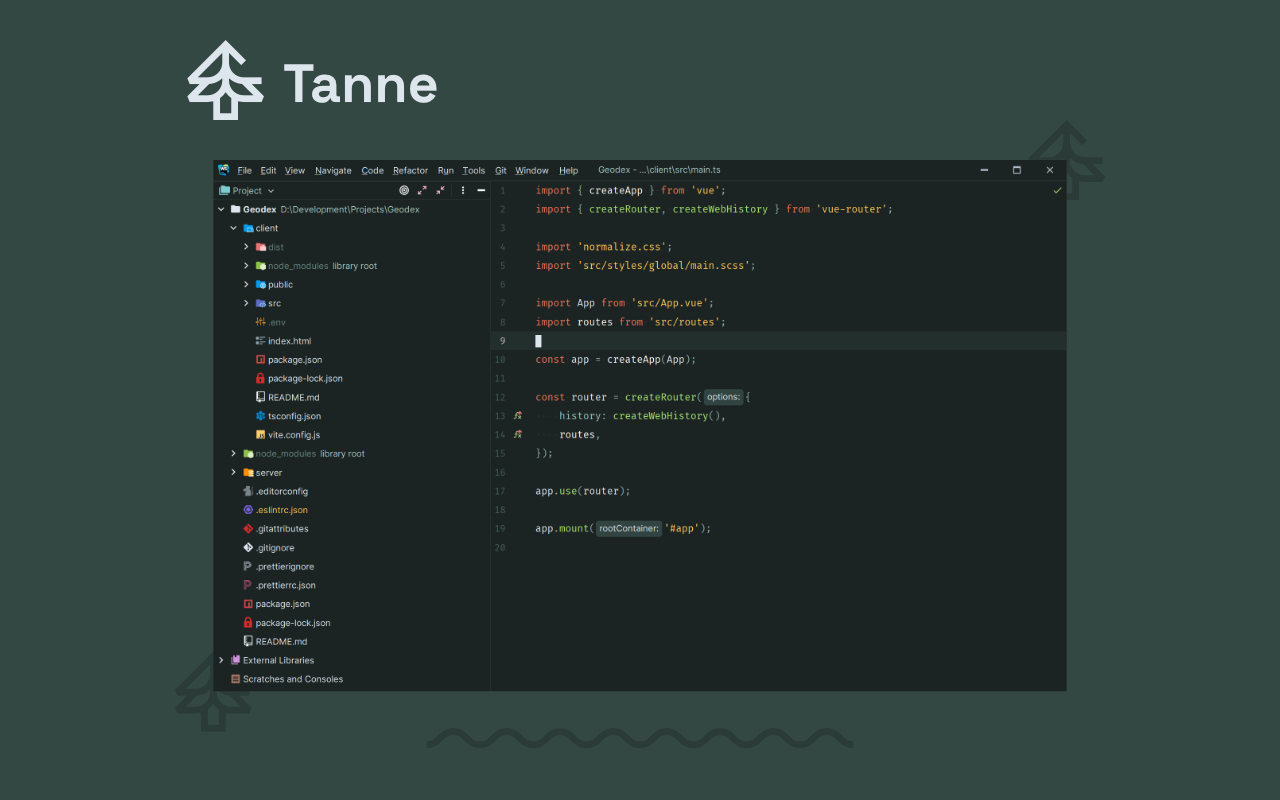 Tanne
File Edit View Navigate Code Refactor Run Tools Git Window Help Geodex - ...\client\src\main.ts
Project
Geodex D:\Development\Projects\Geodex
client
dist
node_modules library root
public
src
.env
index.html
package.json
package-lock.json
README.md
tsconfig.json
vite.config.js
node_modules library root
server
.editorconfig
.eslintrc.json
.gitattributes
.gitignore
.prettierignore
.prettierrc.json
package.json
package-lock.json
README.md
External Libraries
Scratches and Consoles
1 import { createApp } from 'vue';
2 import { createRouter, createWebHistory } from 'vue-router';
3
4 import 'normalize.css';
5 import 'src/styles/global/main.scss';
6
7 import App from 'src/App.vue';
8 import routes from 'src/routes';
9
10 const app = createApp(App);
11
12 const router = createRouter( options: {
13 history: createWebHistory(),
14 routes,
15 });
16
17 app.use(router);
18
19 app.mount( rootContainer: '#app');
20